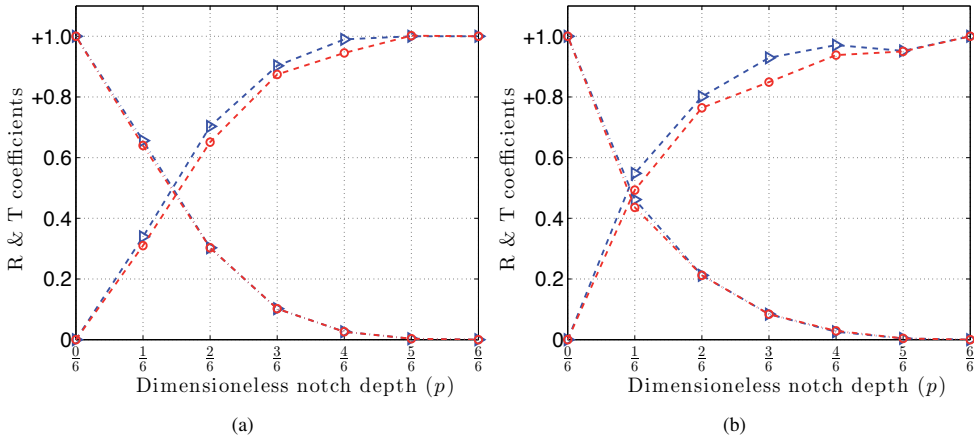 R & T coefficients
+1.0
+0.8
0.6
0.4
0.2
0
0/6 1/6 2/6 3/6 4/6 5/6 6/6
Dimensioneless notch depth (p)
(a)
R & T coefficients
+1.0
+0.8
0.6
0.4
0.2
0
0/6 1/6 2/6 3/6 4/6 5/6 6/6
Dimensioneless notch depth (p)
(b)